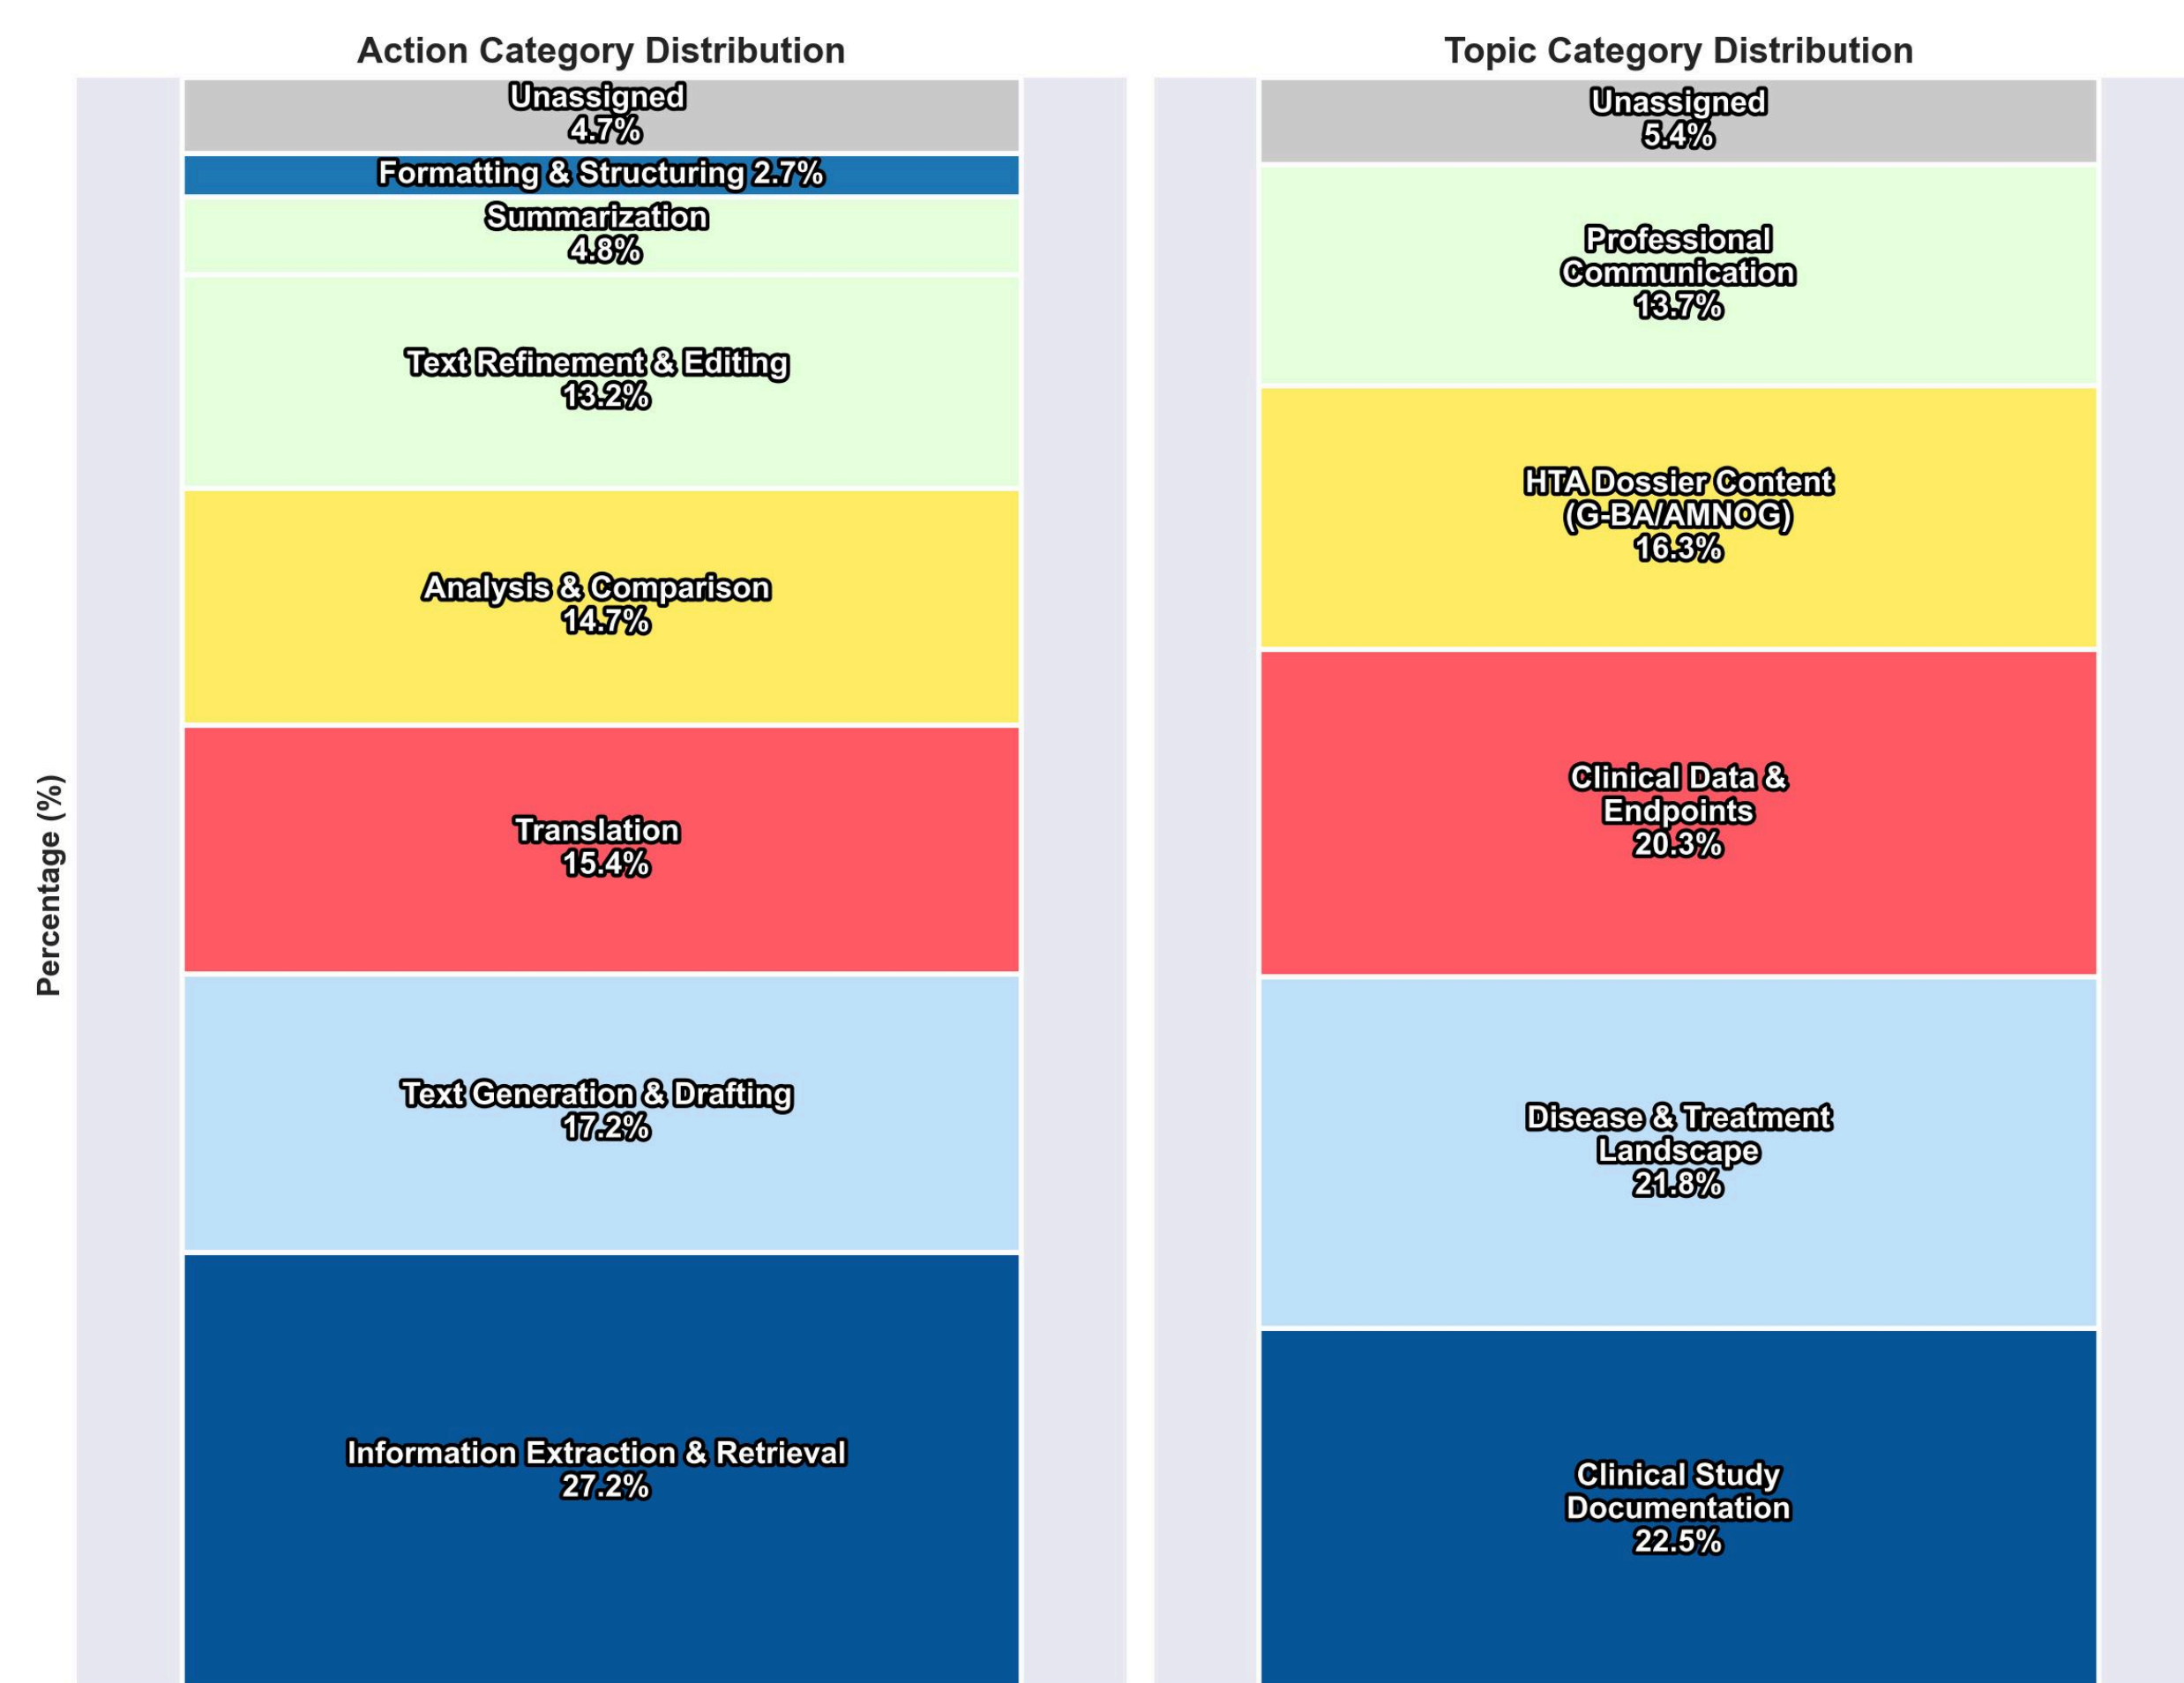 Action Category Distribution
Unassigned
4.7%
Formatting & Structuring 2.7%
Summarization
4.8%
Text Refinement & Editing
13.2%
Analysis & Comparison
14.7%
Translation
15.4%
Text Generation & Drafting
17.2%
Information Extraction & Retrieval
27.2%
Percentage (%)
Topic Category Distribution
Unassigned
5.4%
Professional
Communication
13.7%
HTA Dossier Content
(G-BA/AMNOG)
16.3%
Clinical Data &
Endpoints
20.3%
Disease & Treatment
Landscape
21.8%
Clinical Study
Documentation
22.5%